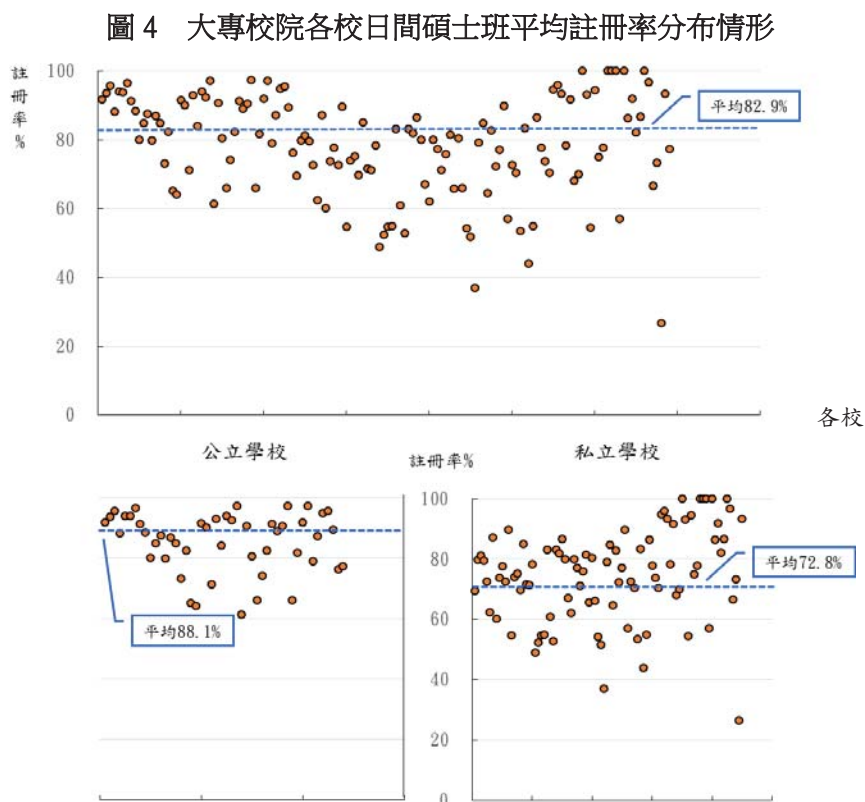 圖 4 大專校院各校日間碩士班平均註冊率分布情形
註冊率%
100
80
60
40
20
0
平均82.9%
各校
公立學校
平均88.1%
私立學校
註冊率%
100
80
60
40
20
0
平均72.8%